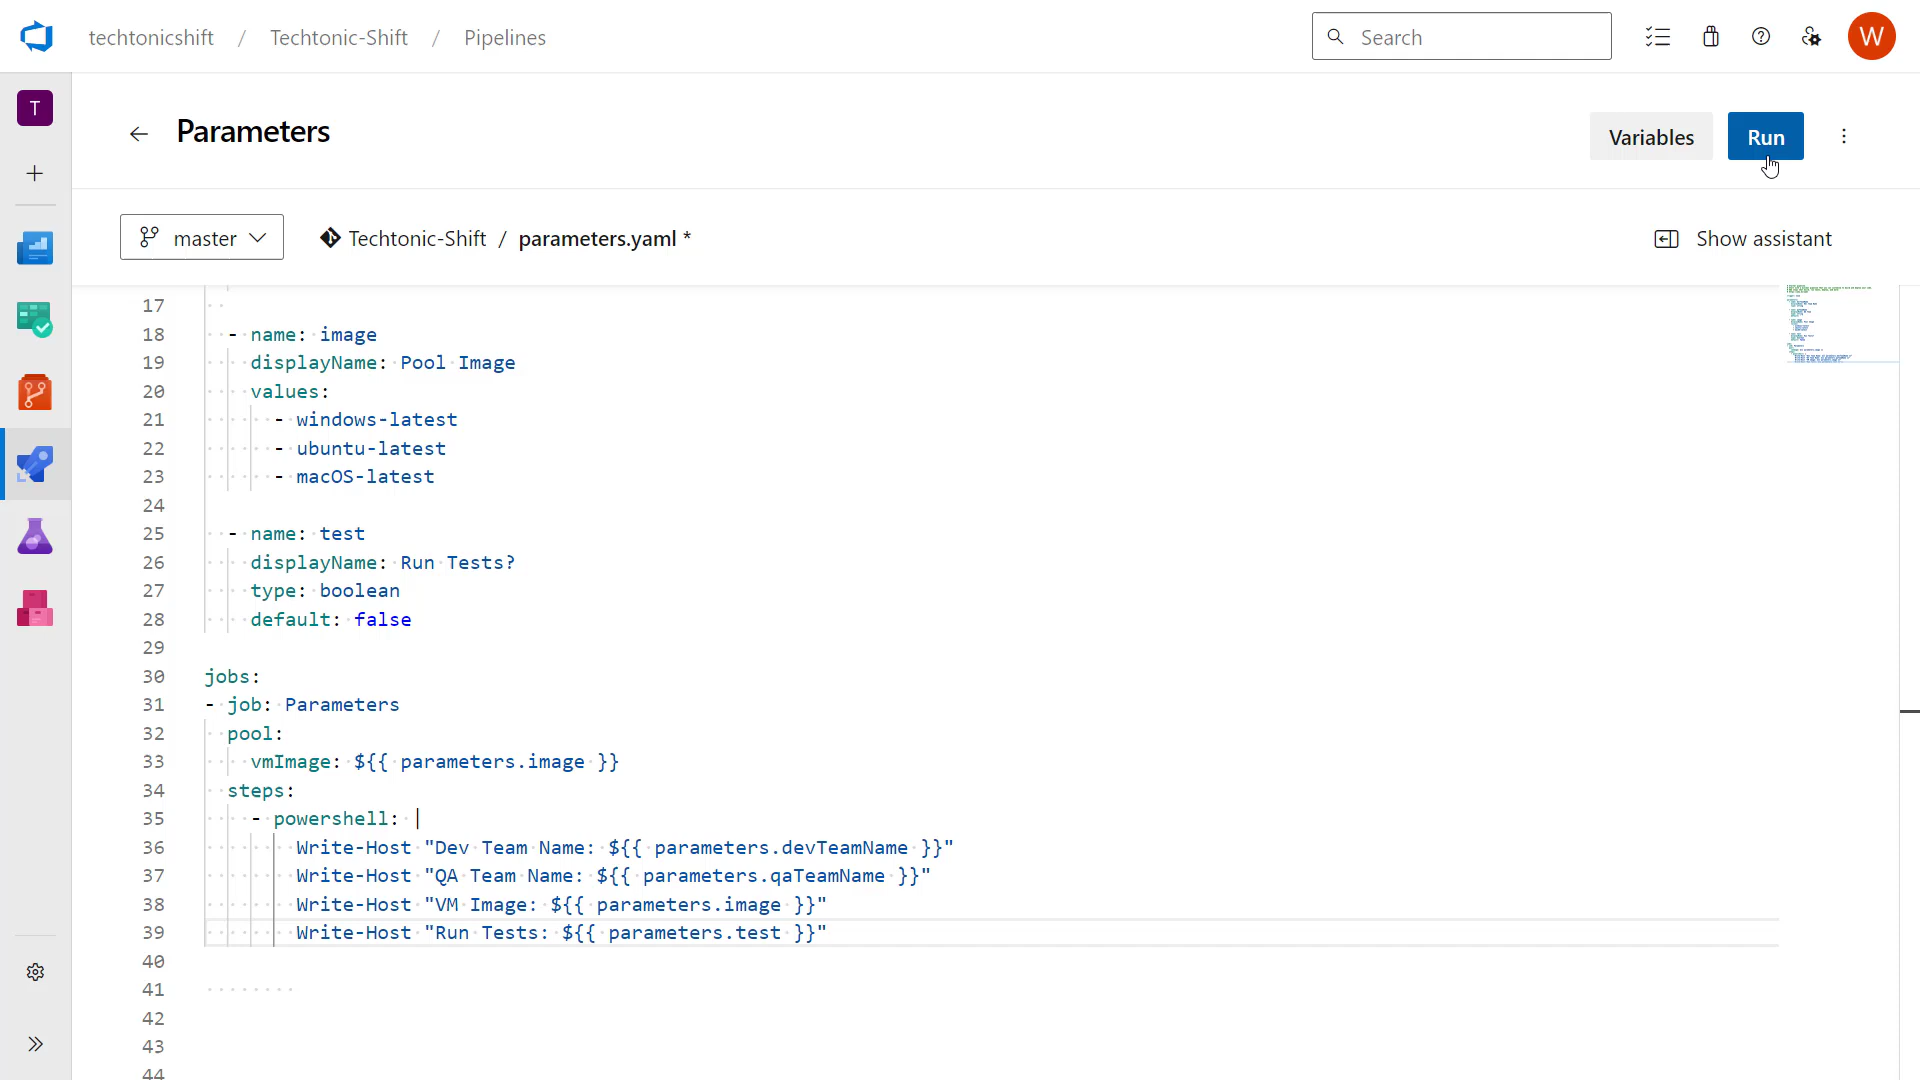 techtonicshift / Techtonic-Shift / Pipelines
Search
W
T
Parameters
Variables
Run
master
Techtonic-Shift / parameters.yaml *
Show assistant
17
18 - name: image
19 displayName: Pool Image
20 values:
21 - windows-latest
22 - ubuntu-latest
23 - macOS-latest
24
25 - name: test
26 displayName: Run Tests?
27 type: boolean
28 default: false
29
30 jobs:
31 - job: Parameters
32 pool:
33 vmImage: ${{ parameters.image }}
34 steps:
35 - powershell: |
36 Write-Host "Dev Team Name: ${{ parameters.devTeamName }}"
37 Write-Host "QA Team Name: ${{ parameters.qaTeamName }}"
38 Write-Host "VM Image: ${{ parameters.image }}"
39 Write-Host "Run Tests: ${{ parameters.test }}"
40
41
42
43
44